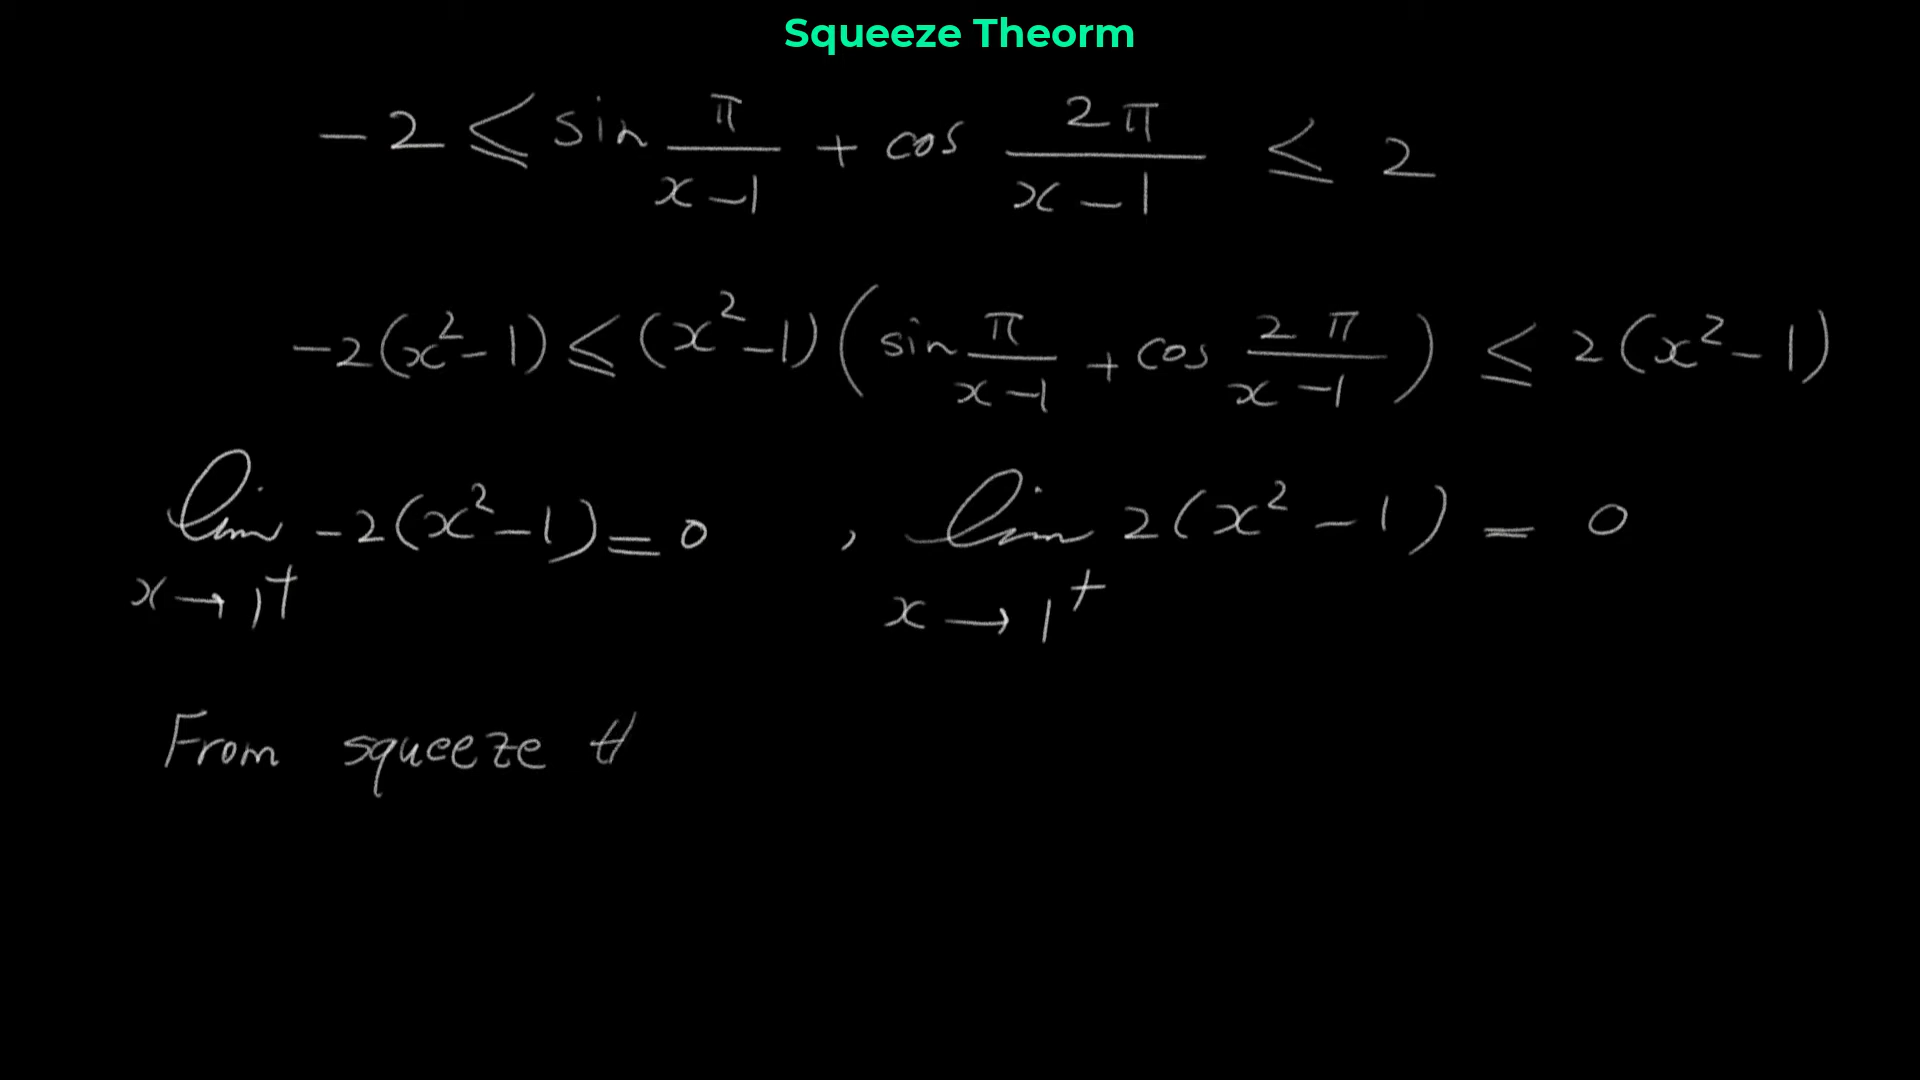 Squeeze Theorm
-2 ≤ sin π/(x-1) + cos 2π/(x-1) ≤ 2
-2(x²-1) ≤ (x²-1)(sin π/(x-1) + cos 2π/(x-1)) ≤ 2(x²-1)
lim x→1⁺ -2(x²-1) = 0 , lim x→1⁺ 2(x²-1) = 0
From squeeze th